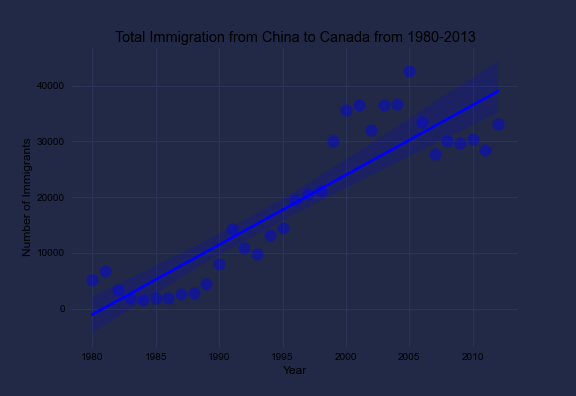 Total Immigration from China to Canada from 1980-2013
Number of Immigrants
40000
30000
20000
10000
0
1980 1985 1990 1995 2000 2005 2010
Year